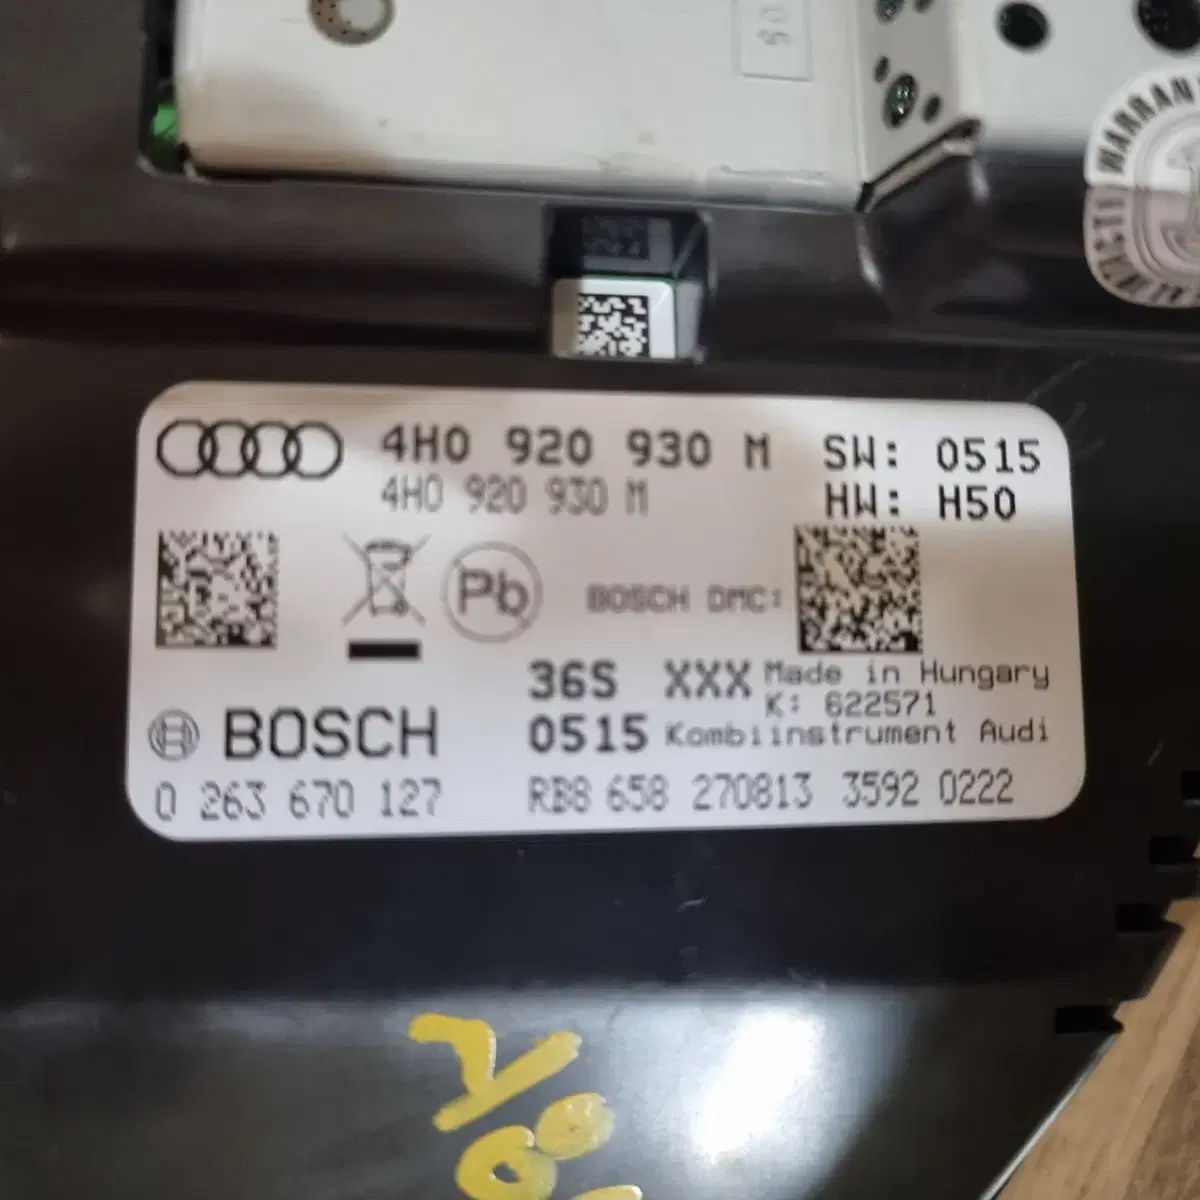 4H0 920 930 M SW: 0515
4H0 920 930 M HW: H50
Pb BOSCH DMC:
36S XXX Made in Hungary
K: 622571
BOSCH 0515 Kombiinstrument Audi
0 263 670 127 RB8 658 270813 3592 0222